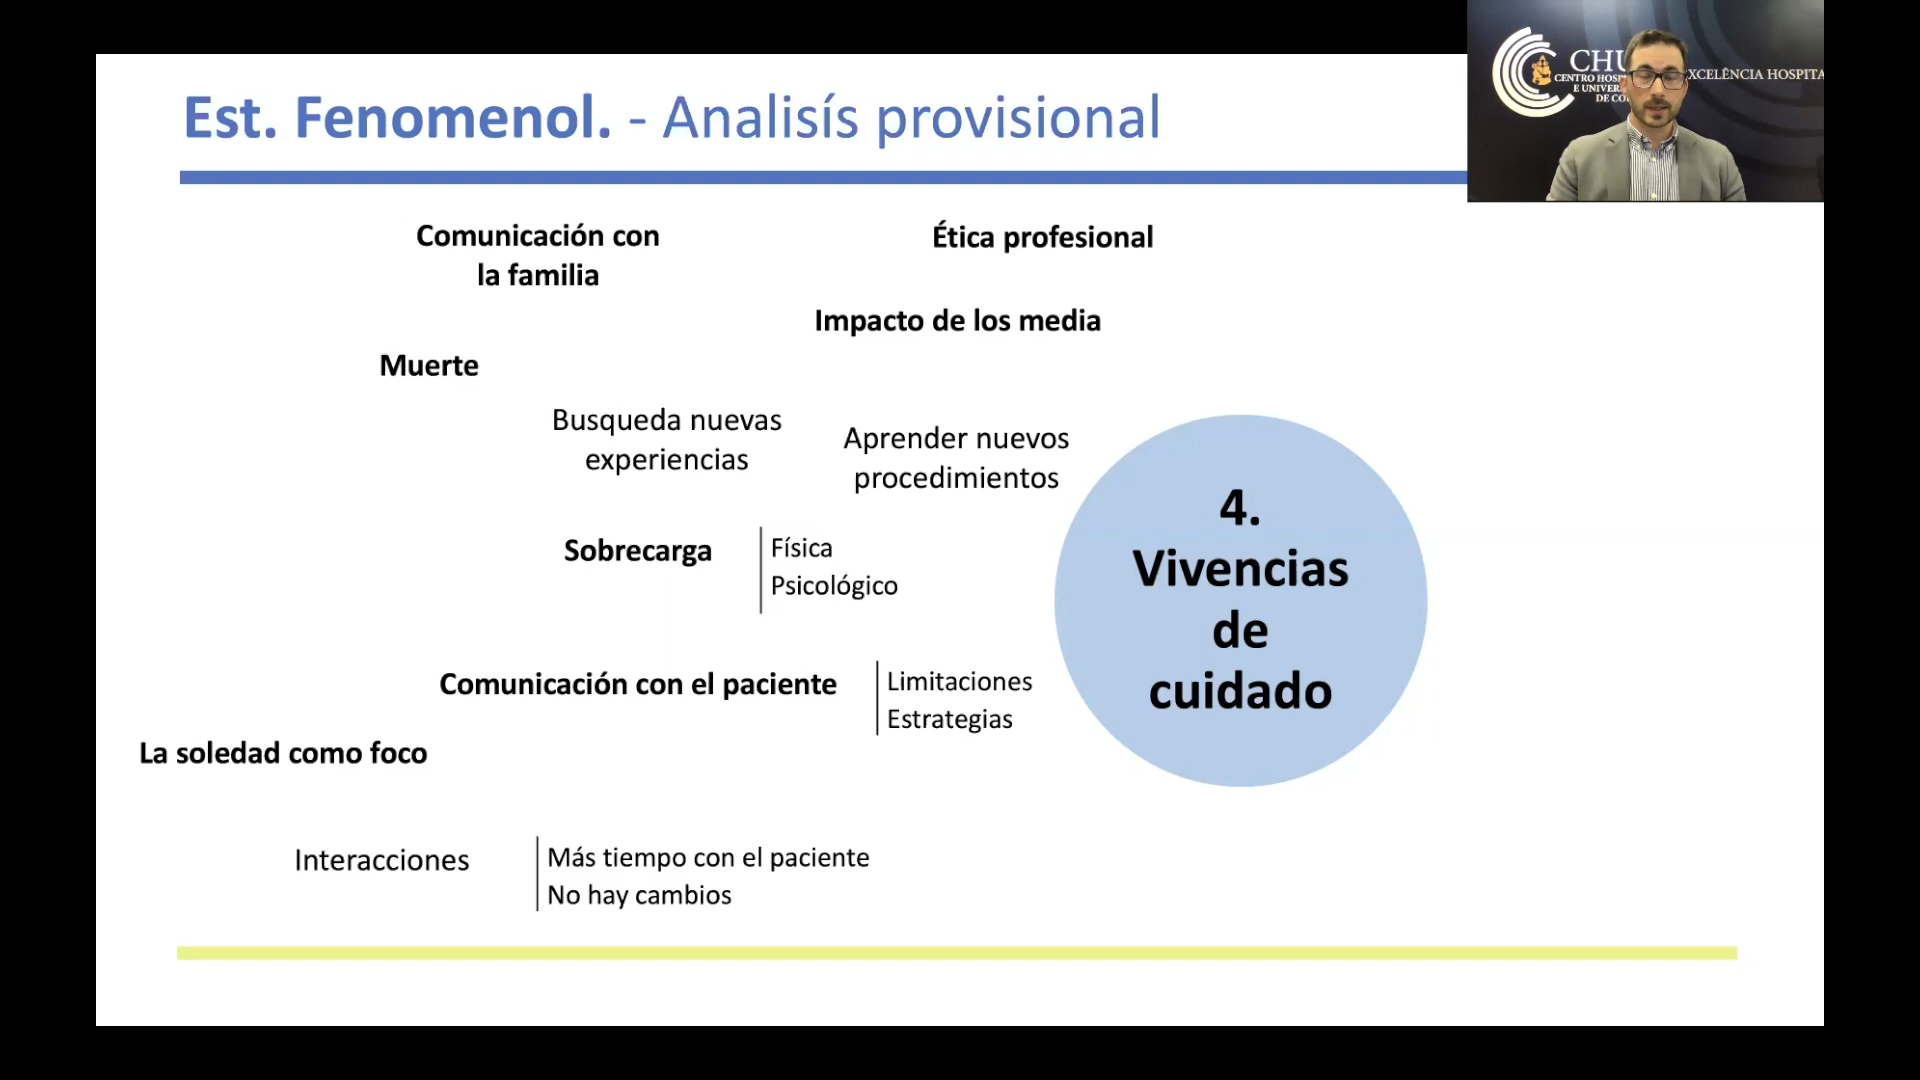 Est. Fenomenol. - Analisís provisional
CHU
CENTRO HOS
E UNIVER
DE CO
XCELÊNCIA HOSPITA
Comunicación con
la familia
Ética profesional
Impacto de los media
Muerte
Busqueda nuevas
experiencias
Aprender nuevos
procedimientos
Sobrecarga
Física
Psicológico
Comunicación con el paciente
Limitaciones
Estrategias
La soledad como foco
Interacciones
Más tiempo con el paciente
No hay cambios
4.
Vivencias
de
cuidado